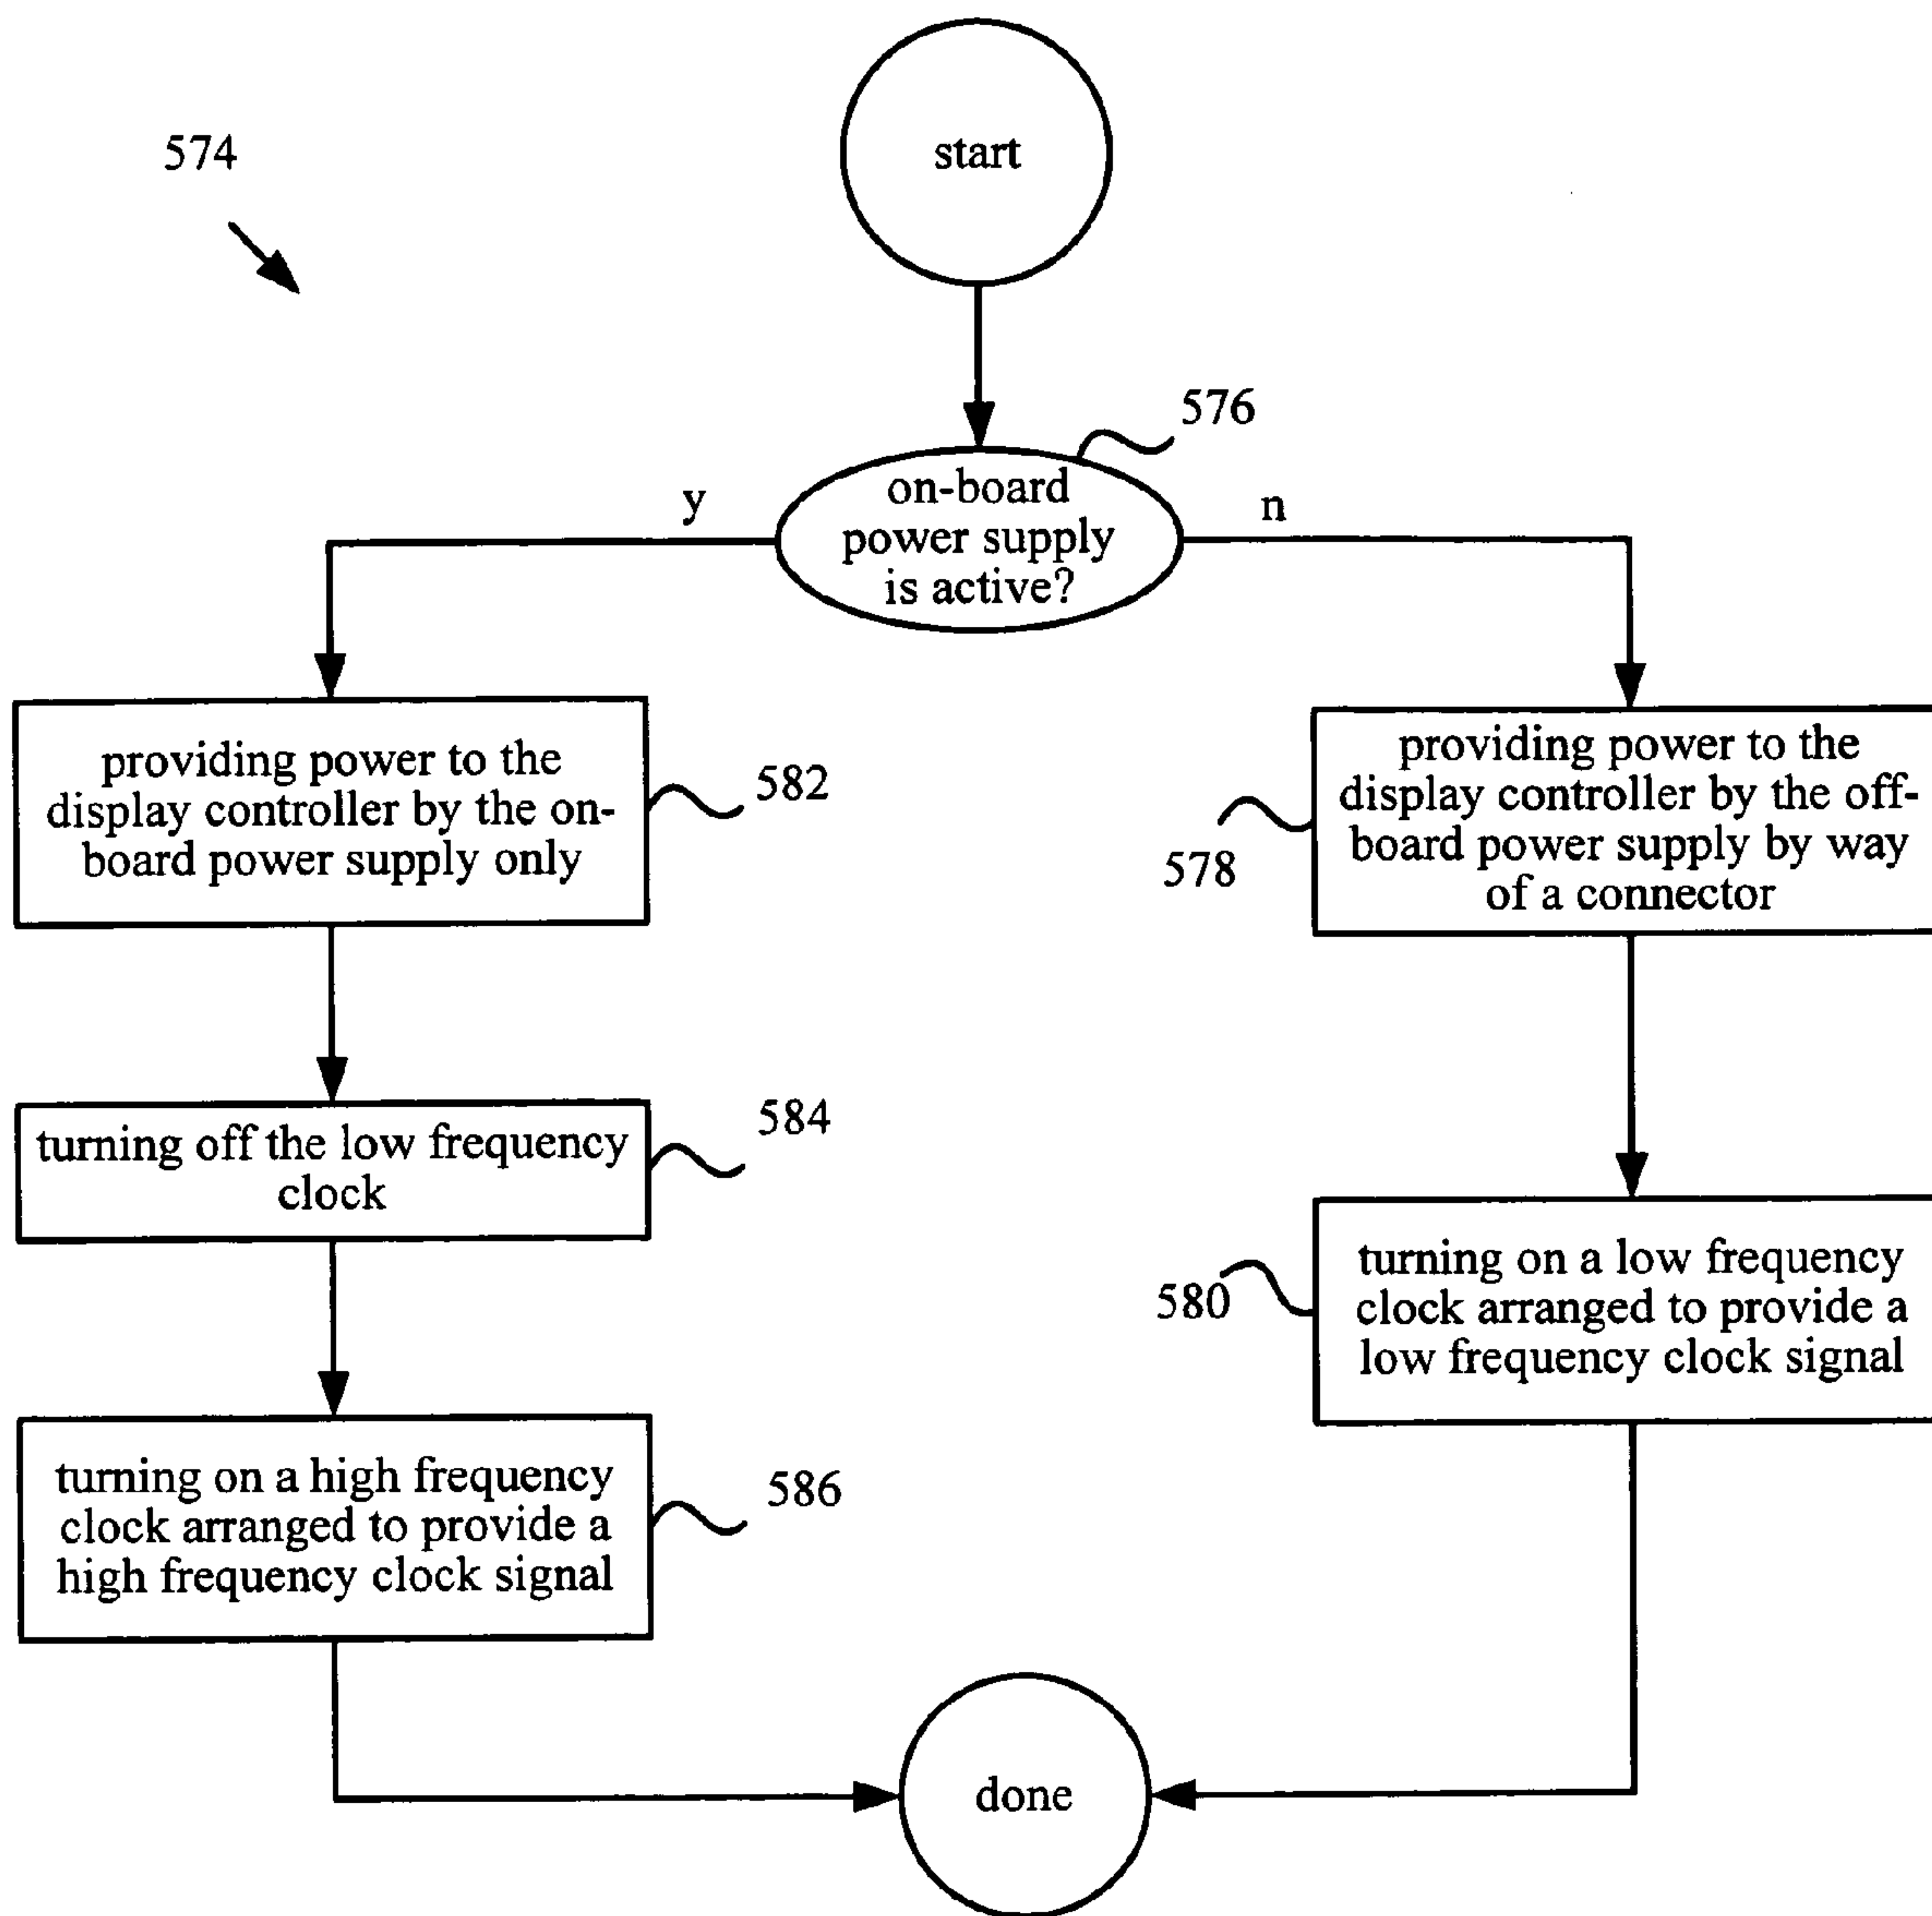 574
start
576
on-board
power supply
is active?
y
n
providing power to the
display controller by the on-
board power supply only
582
providing power to the
display controller by the off-
board power supply by way
of a connector
578
turning off the low frequency
clock
584
turning on a low frequency
clock arranged to provide a
low frequency clock signal
580
turning on a high frequency
clock arranged to provide a
high frequency clock signal
586
done